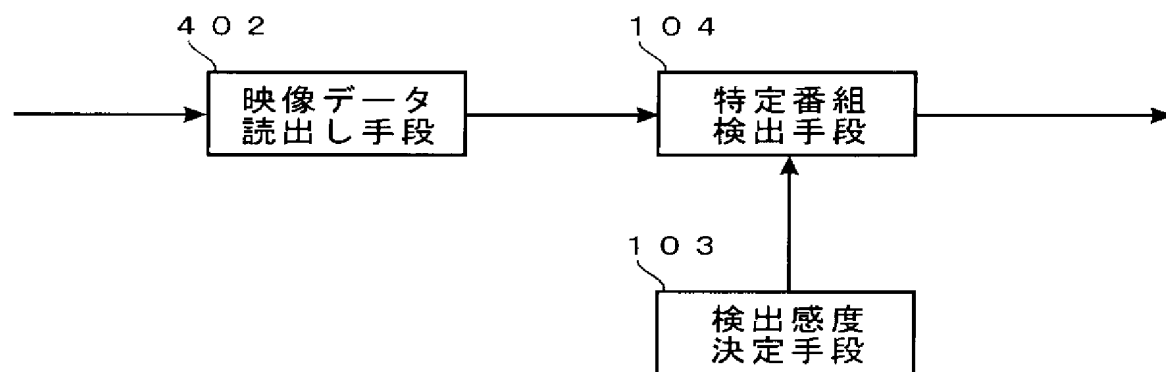 ４０２
映像データ
読出し手段
１０４
特定番組
検出手段
１０３
検出感度
決定手段